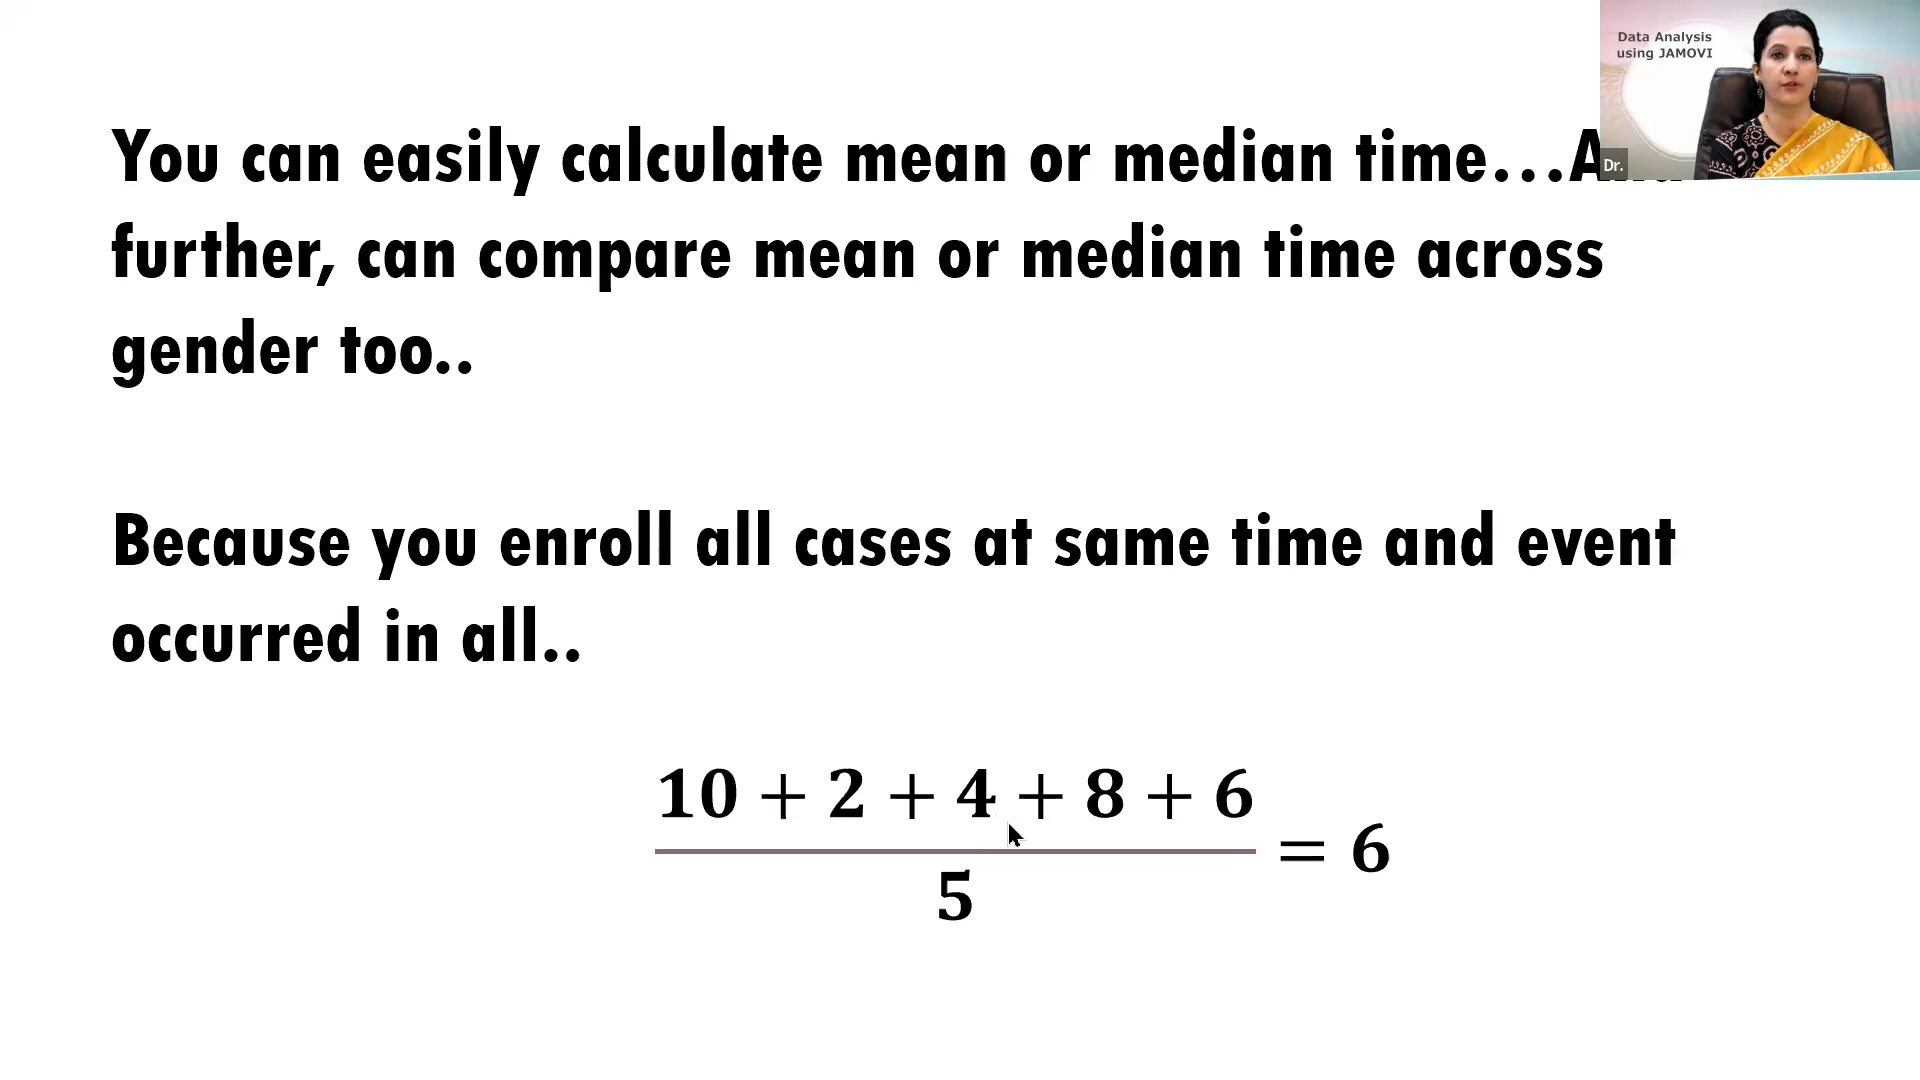 Data Analysis
using JAMOVI
Dr.
You can easily calculate mean or median time...
further, can compare mean or median time across
gender too..
Because you enroll all cases at same time and event
occurred in all..
10 + 2 + 4 + 8 + 6
= 6
5